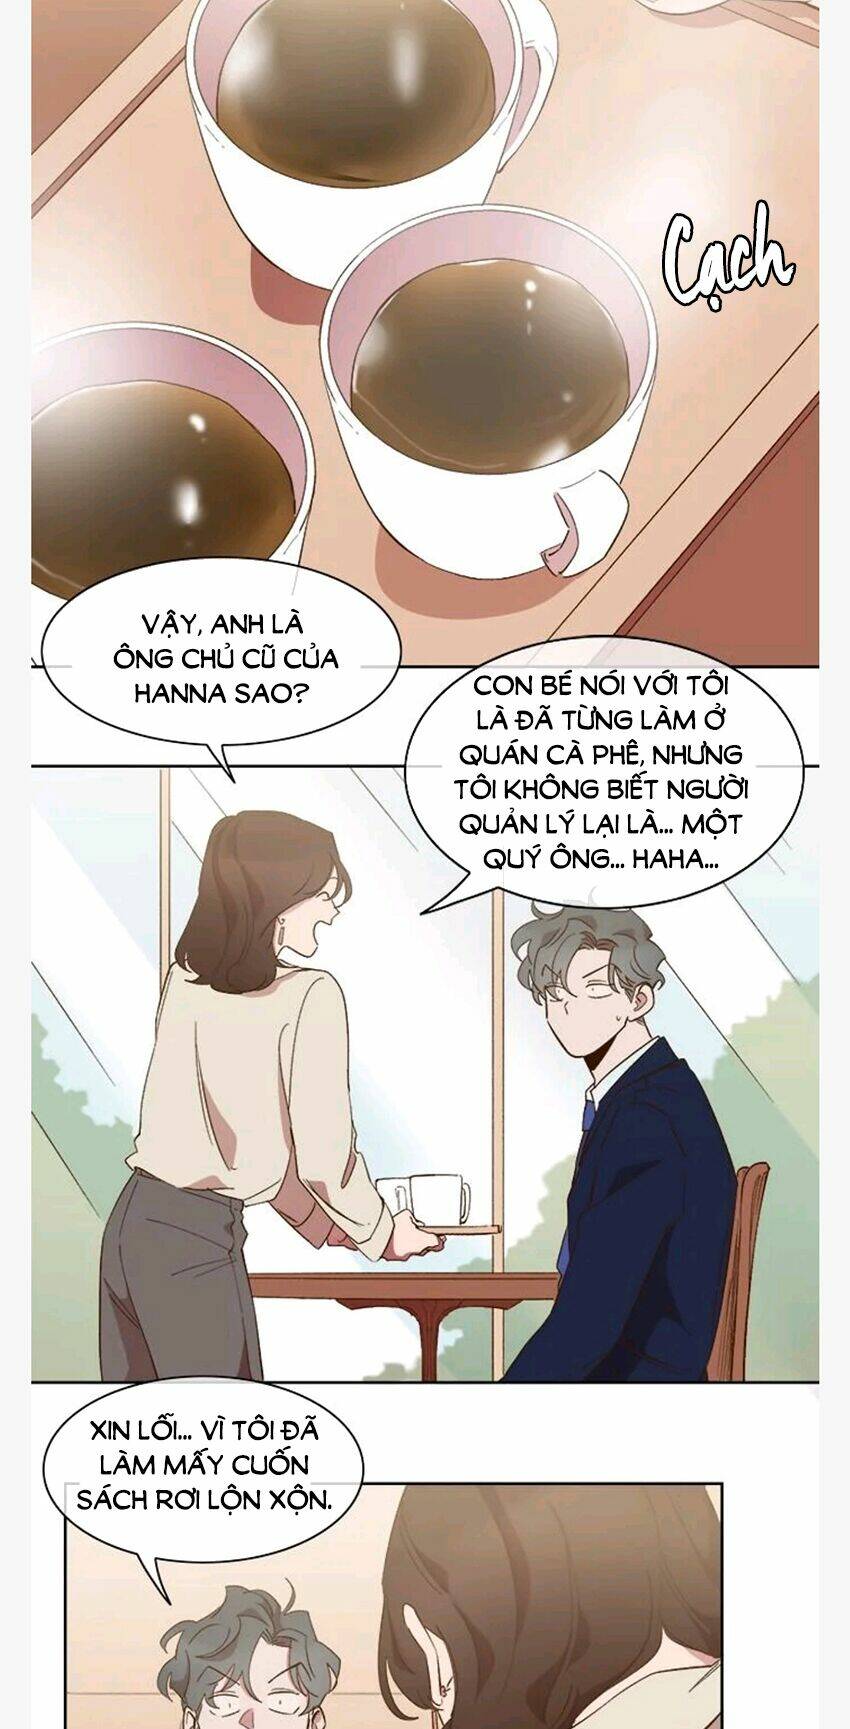 Cạch
VẬY, ANH LÀ
ÔNG CHỦ CŨ CỦA
HANNA SAO?
CON BÉ NÓI VỚI TÔI
LÀ ĐÃ TỪNG LÀM Ở
QUÁN CÀ PHÊ, NHƯNG
TÔI KHÔNG BIẾT NGƯỜI
QUẢN LÝ LẠI LÀ... MỘT
QUÝ ÔNG... HAHA...
XIN LỖI... VÌ TÔI ĐÃ
LÀM MẤY CUỐN
SÁCH RƠI LỘN XỘN.